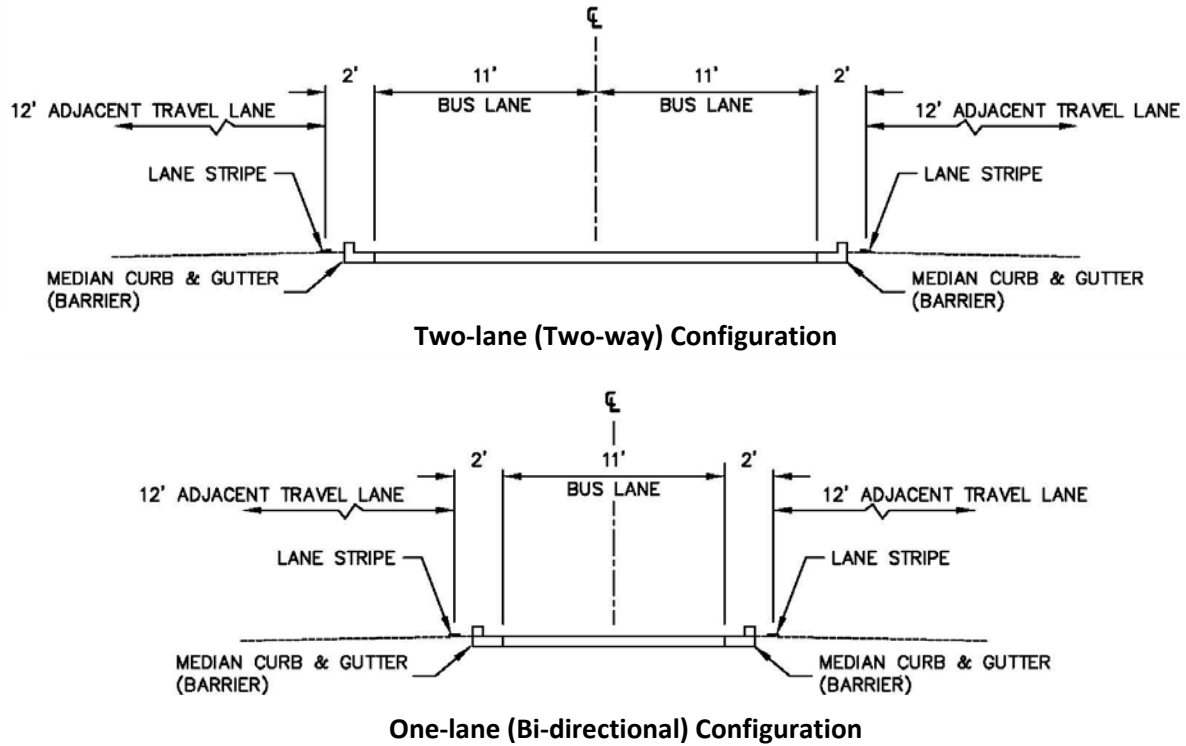 ℄
2' 11' 11' 2'
BUS LANE BUS LANE
12' ADJACENT TRAVEL LANE 12' ADJACENT TRAVEL LANE
LANE STRIPE LANE STRIPE
MEDIAN CURB & GUTTER
(BARRIER)
MEDIAN CURB & GUTTER
(BARRIER)
Two-lane (Two-way) Configuration
℄
2' 11' 2'
BUS LANE
12' ADJACENT TRAVEL LANE 12' ADJACENT TRAVEL LANE
LANE STRIPE LANE STRIPE
MEDIAN CURB & GUTTER
(BARRIER)
MEDIAN CURB & GUTTER
(BARRIER)
One-lane (Bi-directional) Configuration